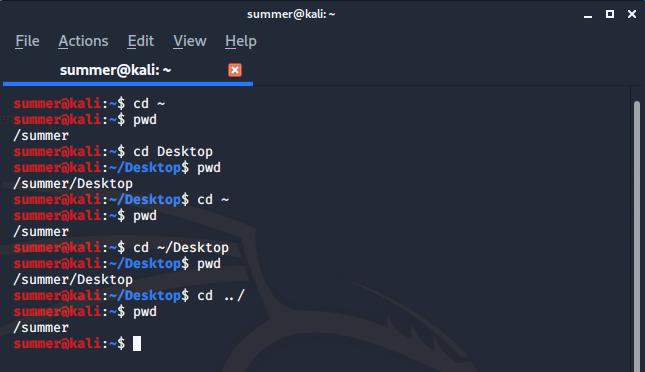 summer@kali: ~
File Actions Edit View Help
summer@kali: ~
summer@kali:~$ cd ~
summer@kali:~$ pwd
/summer
summer@kali:~$ cd Desktop
summer@kali:~/Desktop$ pwd
/summer/Desktop
summer@kali:~/Desktop$ cd ~
summer@kali:~$ pwd
/summer
summer@kali:~$ cd ~/Desktop
summer@kali:~/Desktop$ pwd
/summer/Desktop
summer@kali:~/Desktop$ cd ../
summer@kali:~$ pwd
/summer
summer@kali:~$